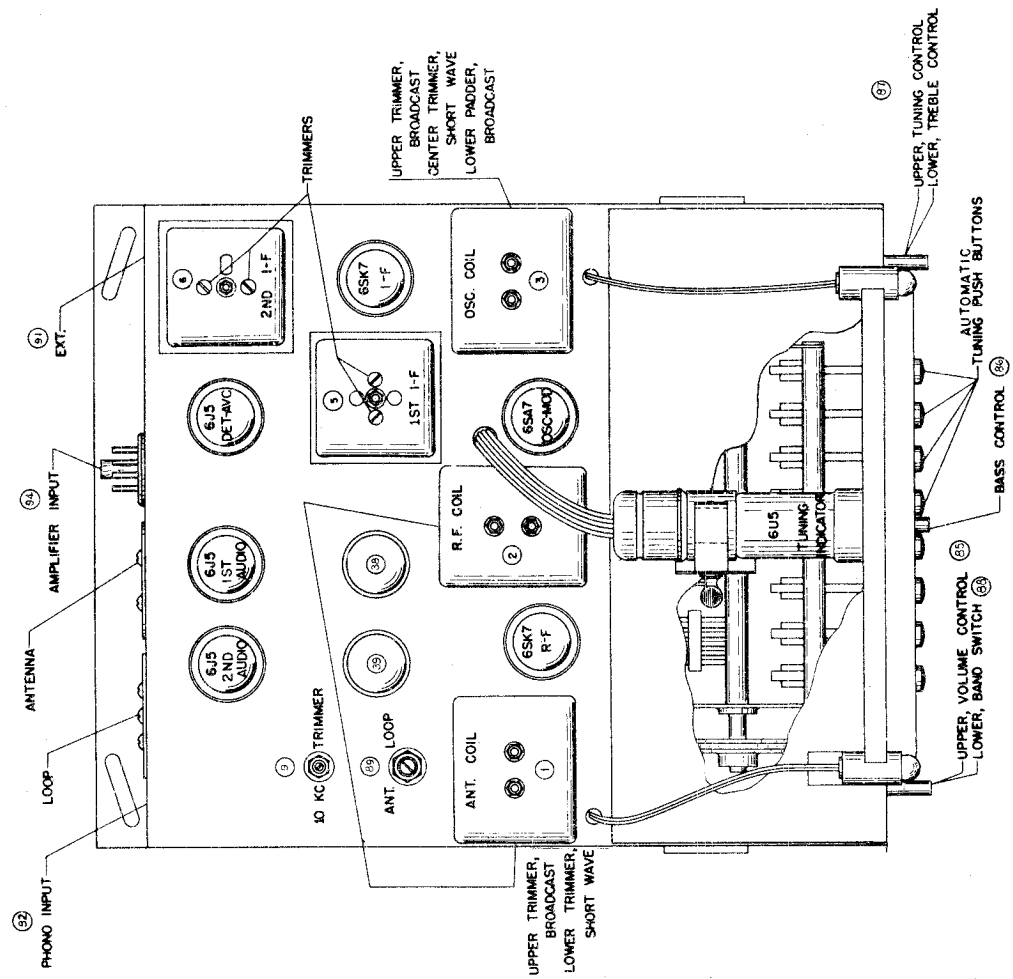 92
PHONO INPUT
LOOP
ANTENNA
94
AMPLIFIER INPUT
91
EXT.
6J5
2ND
AUDIO
6J5
1ST
AUDIO
6J5
DET-AVC
6
2ND I-F
TRIMMERS
9
10 KC TRIMMER
39
38
5
1ST I-F
6SK7
I-F
89
ANT. LOOP
UPPER TRIMMER,
BROADCAST
CENTER TRIMMER,
SHORT WAVE
LOWER PADDER,
BROADCAST
ANT. COIL
1
6SK7
R-F
R.F. COIL
2
6SA7
OSC-MOD
OSC. COIL
3
UPPER TRIMMER,
BROADCAST
LOWER TRIMMER,
SHORT WAVE
6U5
TUNING
INDICATOR
87
UPPER, TUNING CONTROL
LOWER, TREBLE CONTROL
AUTOMATIC
TUNING PUSH BUTTONS
BASS CONTROL 86
UPPER, VOLUME CONTROL 85
LOWER, BAND SWITCH 88